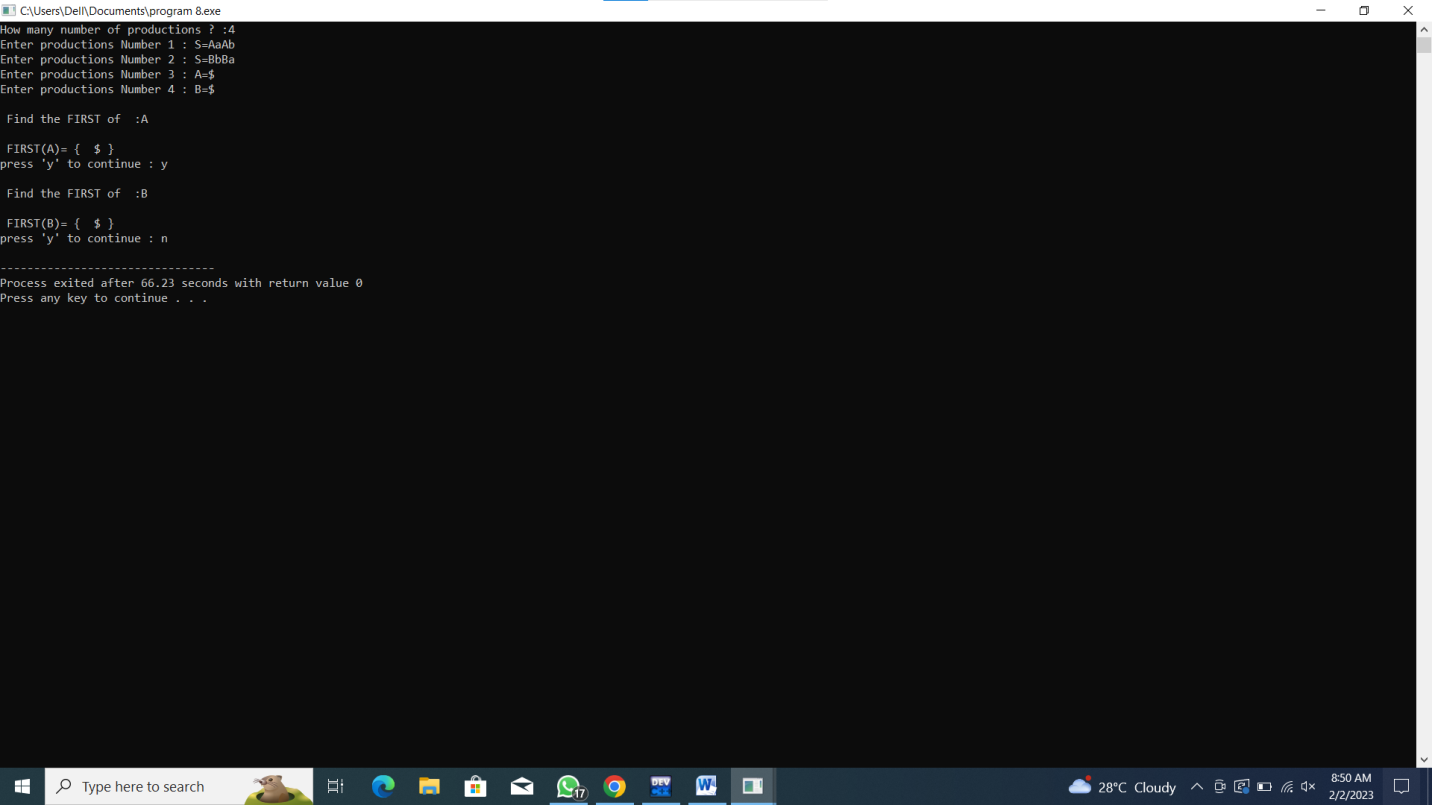 C:\Users\Dell\Documents\program 8.exe
How many number of productions ? :4
Enter productions Number 1 : S=AaAb
Enter productions Number 2 : S=BbBa
Enter productions Number 3 : A=$
Enter productions Number 4 : B=$
Find the FIRST of  :A
FIRST(A)= {  $ }
press 'y' to continue : y
Find the FIRST of  :B
FIRST(B)= {  $ }
press 'y' to continue : n
--------------------------------
Process exited after 66.23 seconds with return value 0
Press any key to continue . . .
Type here to search
17
DEV
W
28°C Cloudy
8:50 AM
2/2/2023